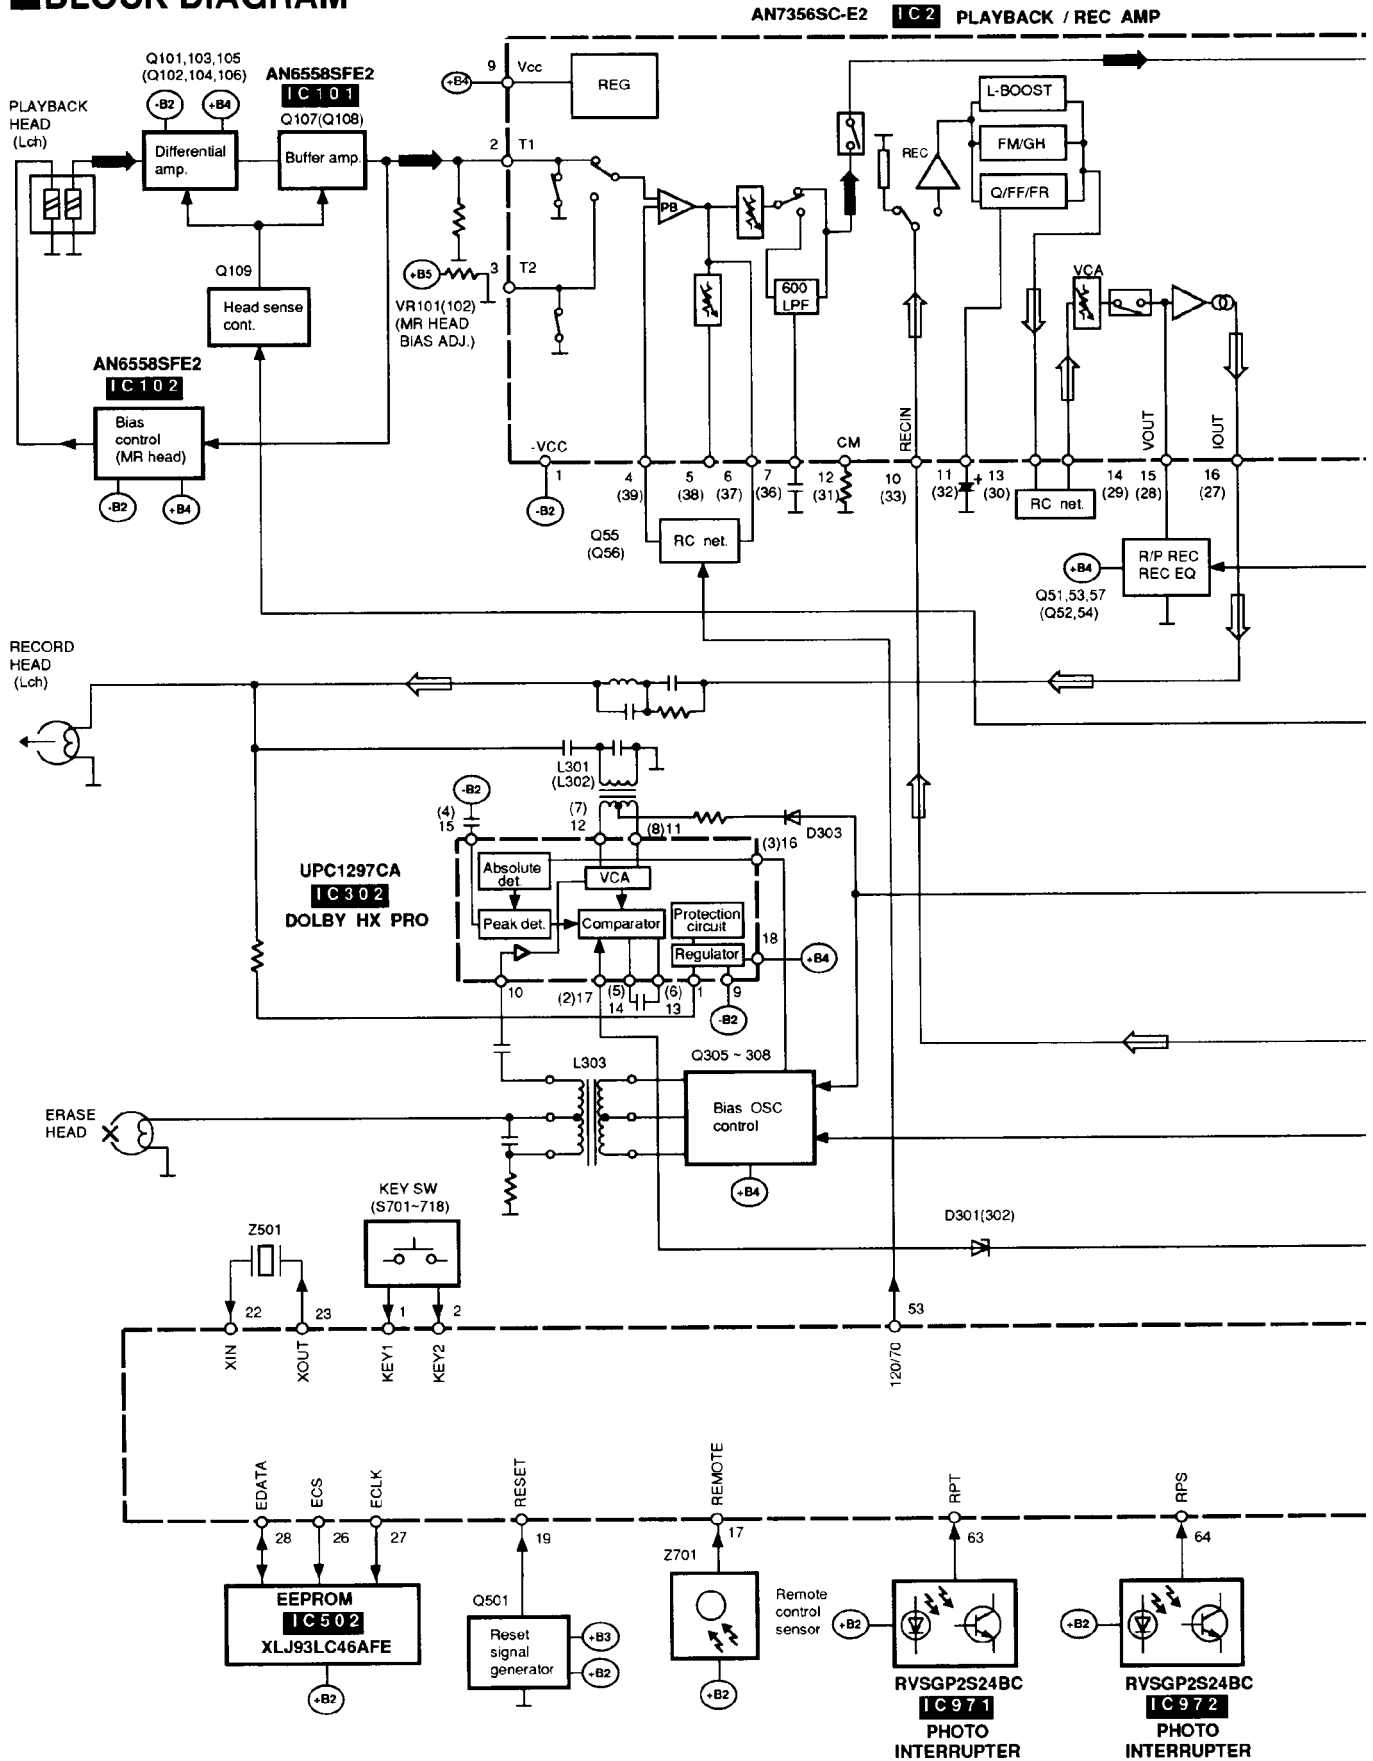 ■BLOCK DIAGRAM
AN7356SC-E2 IC2 PLAYBACK / REC AMP
Q101,103,105
(Q102,104,106)
AN6558SFE2
IC101
Q107(Q108)
-B2
+B4
PLAYBACK
HEAD
(Lch)
Differential
amp.
Buffer amp.
+B4
9
Vcc
REG
2
T1
3
T2
+B5
VR101(102)
(MR HEAD
BIAS ADJ.)
PB
600
LPF
REC
L-BOOST
FM/GH
Q/FF/FR
VCA
Q109
Head sense
cont.
AN6558SFE2
IC102
Bias
control
(MR head)
-B2
+B4
-VCC
CM
RECIN
VOUT
IOUT
1
-B2
4
(39)
5
(38)
6
(37)
7
(36)
12
(31)
10
(33)
11
(32)
+
13
(30)
RC net.
14
(29)
15
(28)
16
(27)
Q55
(Q56)
RC net.
+B4
R/P REC
REC EQ
Q51,53,57
(Q52,54)
RECORD
HEAD
(Lch)
L301
(L302)
-B2
(4)
15
(7)
12
(8)11
D303
(3)16
UPC1297CA
IC302
DOLBY HX PRO
Absolute
det.
VCA
Peak det.
Comparator
Protection
circuit
Regulator
18
+B4
10
(2)17
(5)
14
(6)
13
1
9
-B2
L303
Q305 ~ 308
Bias OSC
control
+B4
ERASE
HEAD
KEY SW
(S701~718)
Z501
D301(302)
22
23
1
2
53
XIN
XOUT
KEY1
KEY2
120/70
EDATA
ECS
ECLK
RESET
REMOTE
RPT
RPS
28
26
27
19
17
63
64
EEPROM
IC502
XLJ93LC46AFE
+B2
Q501
Reset
signal
generator
+B3
+B2
Z701
Remote
control
sensor
+B2
+B2
RVSGP2S24BC
IC971
PHOTO
INTERRUPTER
+B2
RVSGP2S24BC
IC972
PHOTO
INTERRUPTER